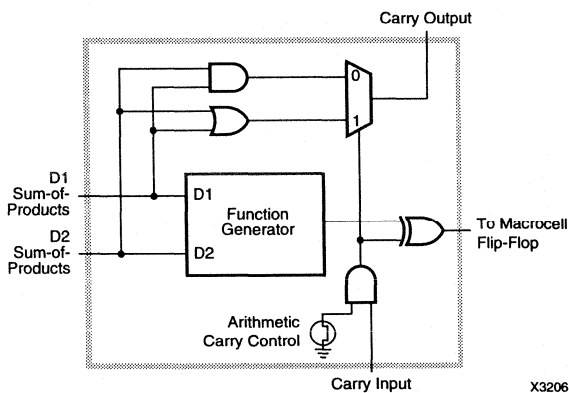 Carry Output
0
1
D1
Sum-of-
Products
D1
Function
Generator
D2
D2
Sum-of-
Products
To Macrocell
Flip-Flop
Arithmetic
Carry Control
Carry Input
X3206